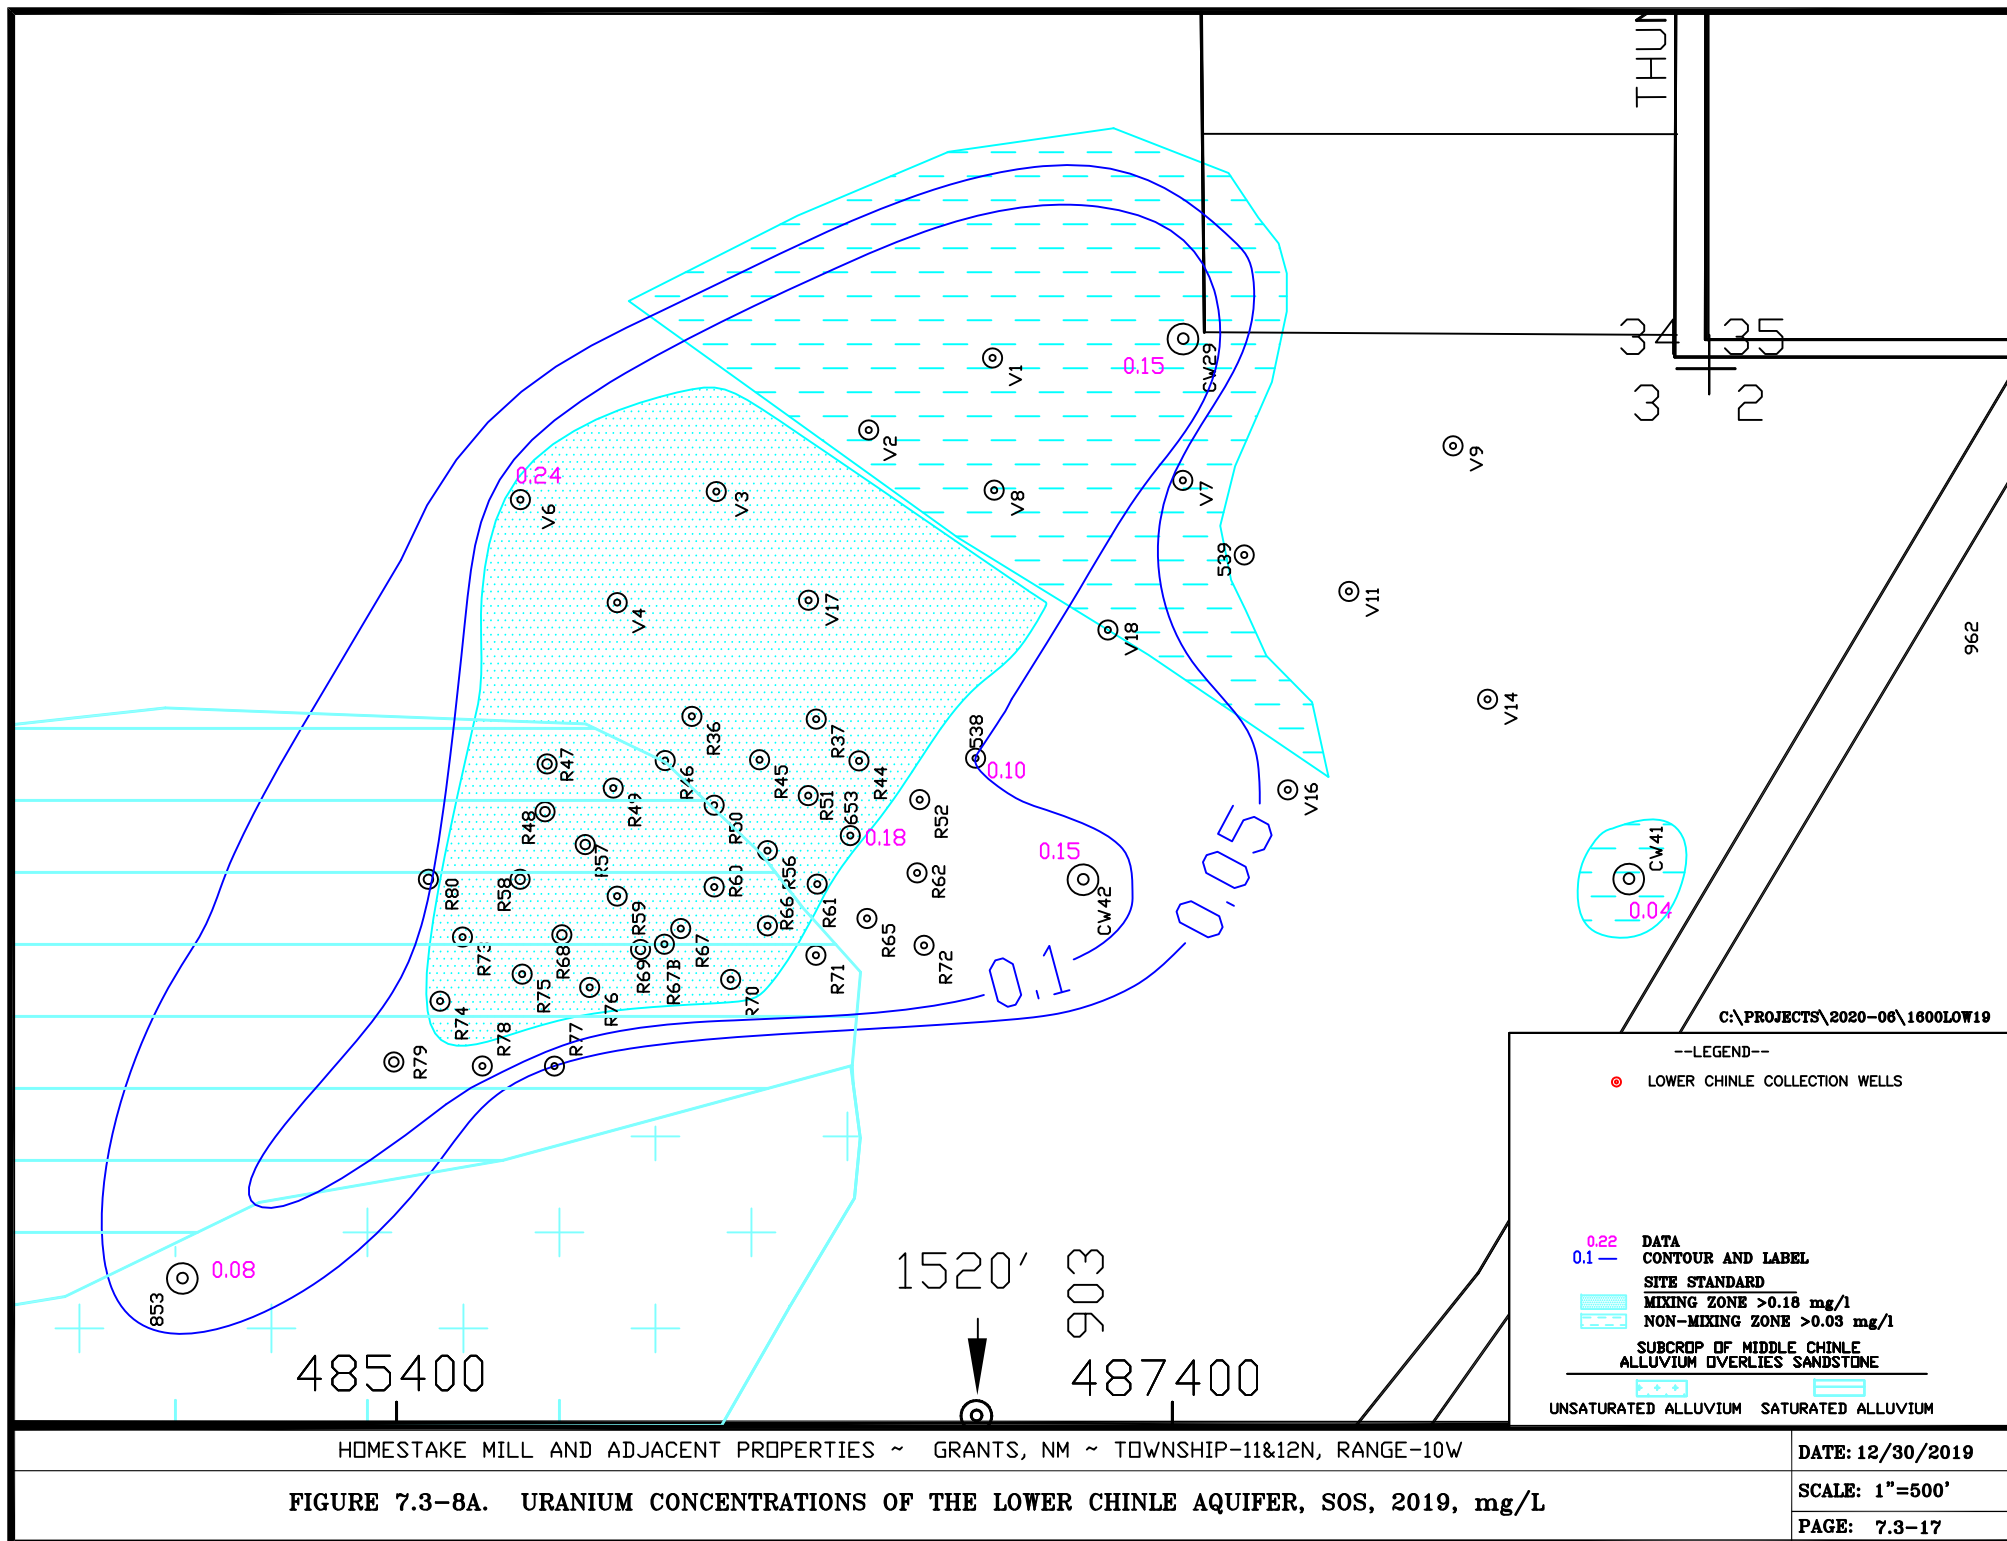 THUN
34 35
3 2
CW29
0.15
V1
V2
V9
0.24
V6
V3
V8
V7
539
V11
V4
V17
V18
962
V14
R36
R37
538
0.10
R47
R46
R45
R44
R49
R51
653
0.18
R52
V16
R48
R50
0.05
R57
R56
0.15
CW42
CW41
0.04
R80
R58
R60
R61
R62
R59
R66
R65
R73
R68
R69
R67B
R67
R71
R72
0.1
R75
R76
R70
R74
R78
R77
R79
C:\PROJECTS\2020-06\1600LOW19
--LEGEND--
LOWER CHINLE COLLECTION WELLS
0.22 DATA
0.1 — CONTOUR AND LABEL
SITE STANDARD
MIXING ZONE >0.18 mg/l
NON-MIXING ZONE >0.03 mg/l
SUBCROP OF MIDDLE CHINLE
ALLUVIUM OVERLIES SANDSTONE
UNSATURATED ALLUVIUM SATURATED ALLUVIUM
0.08
853
1520'
903
485400
487400
HOMESTAKE MILL AND ADJACENT PROPERTIES ~ GRANTS, NM ~ TOWNSHIP-11&12N, RANGE-10W
DATE: 12/30/2019
FIGURE 7.3-8A. URANIUM CONCENTRATIONS OF THE LOWER CHINLE AQUIFER, SOS, 2019, mg/L
SCALE: 1"=500'
PAGE: 7.3-17